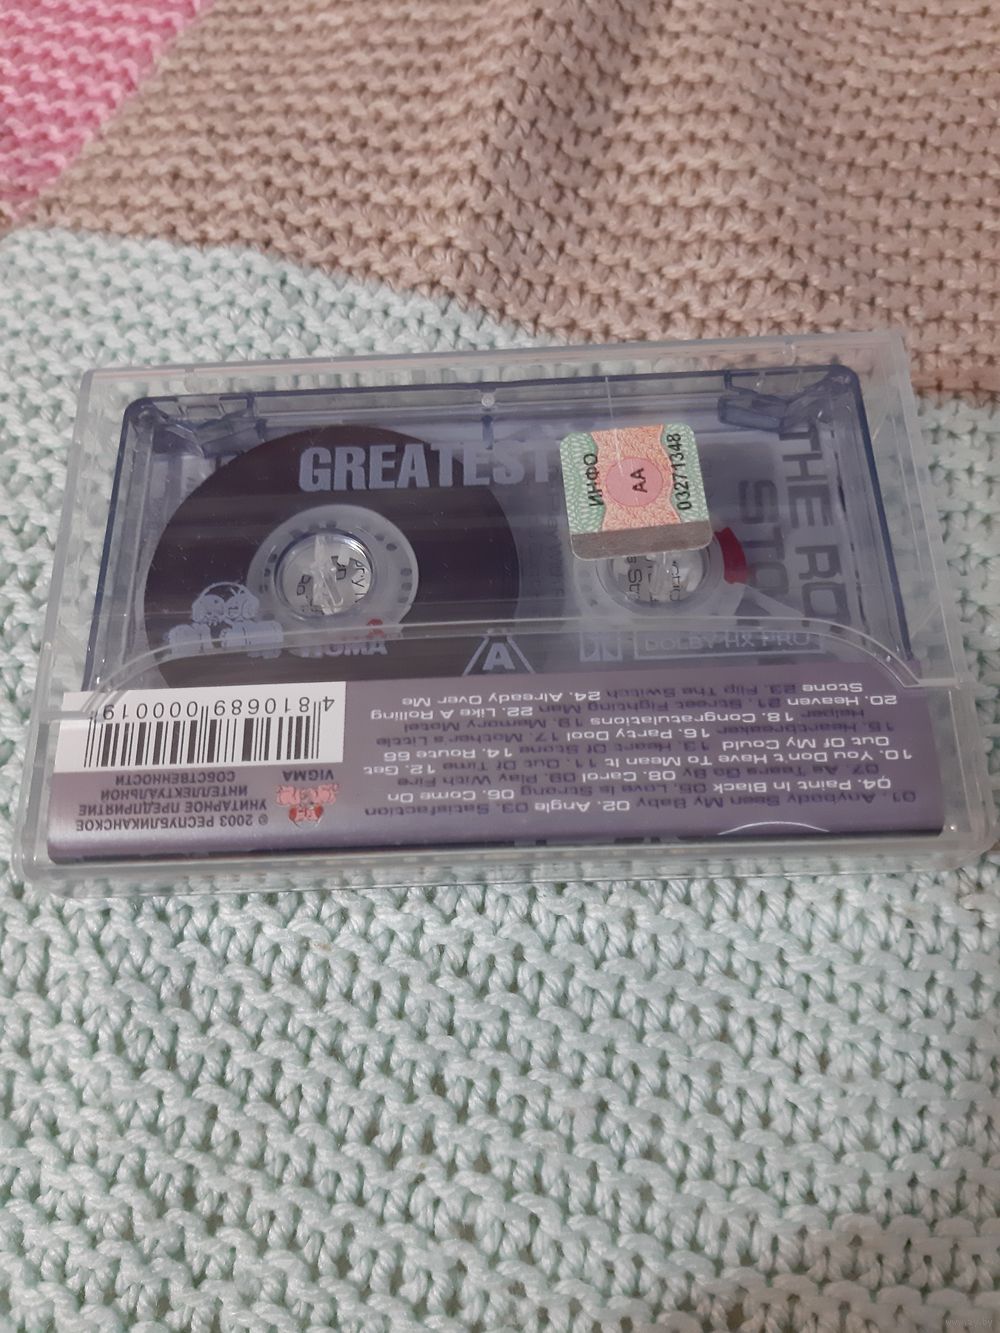 GREATEST
THE RO
STO
ИНФО
АА
03271348
VIGMA
A
DOLBY HX PRO
01. Anybody Seen My Baby 02. Angie 03. Satisfaction
04. Paint In Black 05. Love Is Strong 06. Come On
07. As Tears Go By 08. Carol 09. Play With Fire
10. You Don't Have To Mean It 11. Out Of Time 12. Get
Out Of My Could 13. Heart Of Stone 14. Route 66
15. Heartbreaker 16. Party Dool 17. Mother's Little
Helper 18. Congratulations 19. Memory Motel
20. Heaven 21. Street Fighting Man 22. Like A Rolling
Stone 23. Flip The Switch 24. Already Over Me
VIGMA
© 2003 РЕСПУБЛИКАНСКОЕ
УНИТАРНОЕ ПРЕДПРИЯТИЕ
ИНТЕЛЛЕКТУАЛЬНОЙ
СОБСТВЕННОСТИ
4 810689 000019